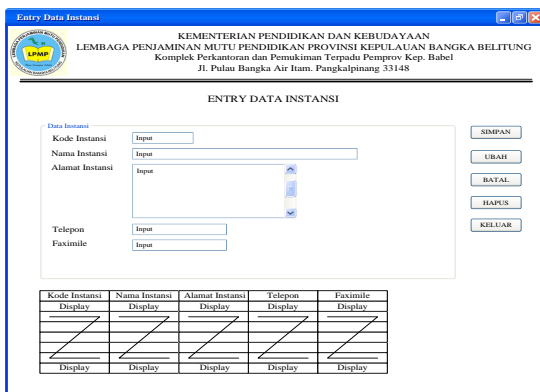 Entry Data Instansi
LPMP
KEMENTERIAN PENDIDIKAN DAN KEBUDAYAAN
LEMBAGA PENJAMINAN MUTU PENDIDIKAN PROVINSI KEPULAUAN BANGKA BELITUNG
Komplek Perkantoran dan Pemukiman Terpadu Pemprov Kep. Babel
Jl. Pulau Bangka Air Itam. Pangkalpinang 33148
ENTRY DATA INSTANSI
Data Instansi
Kode Instansi Input
Nama Instansi Input
Alamat Instansi Input
Telepon Input
Faximile Input
SIMPAN
UBAH
BATAL
HAPUS
KELUAR
Kode Instansi Nama Instansi Alamat Instansi Telepon Faximile
Display Display Display Display Display
Display Display Display Display Display